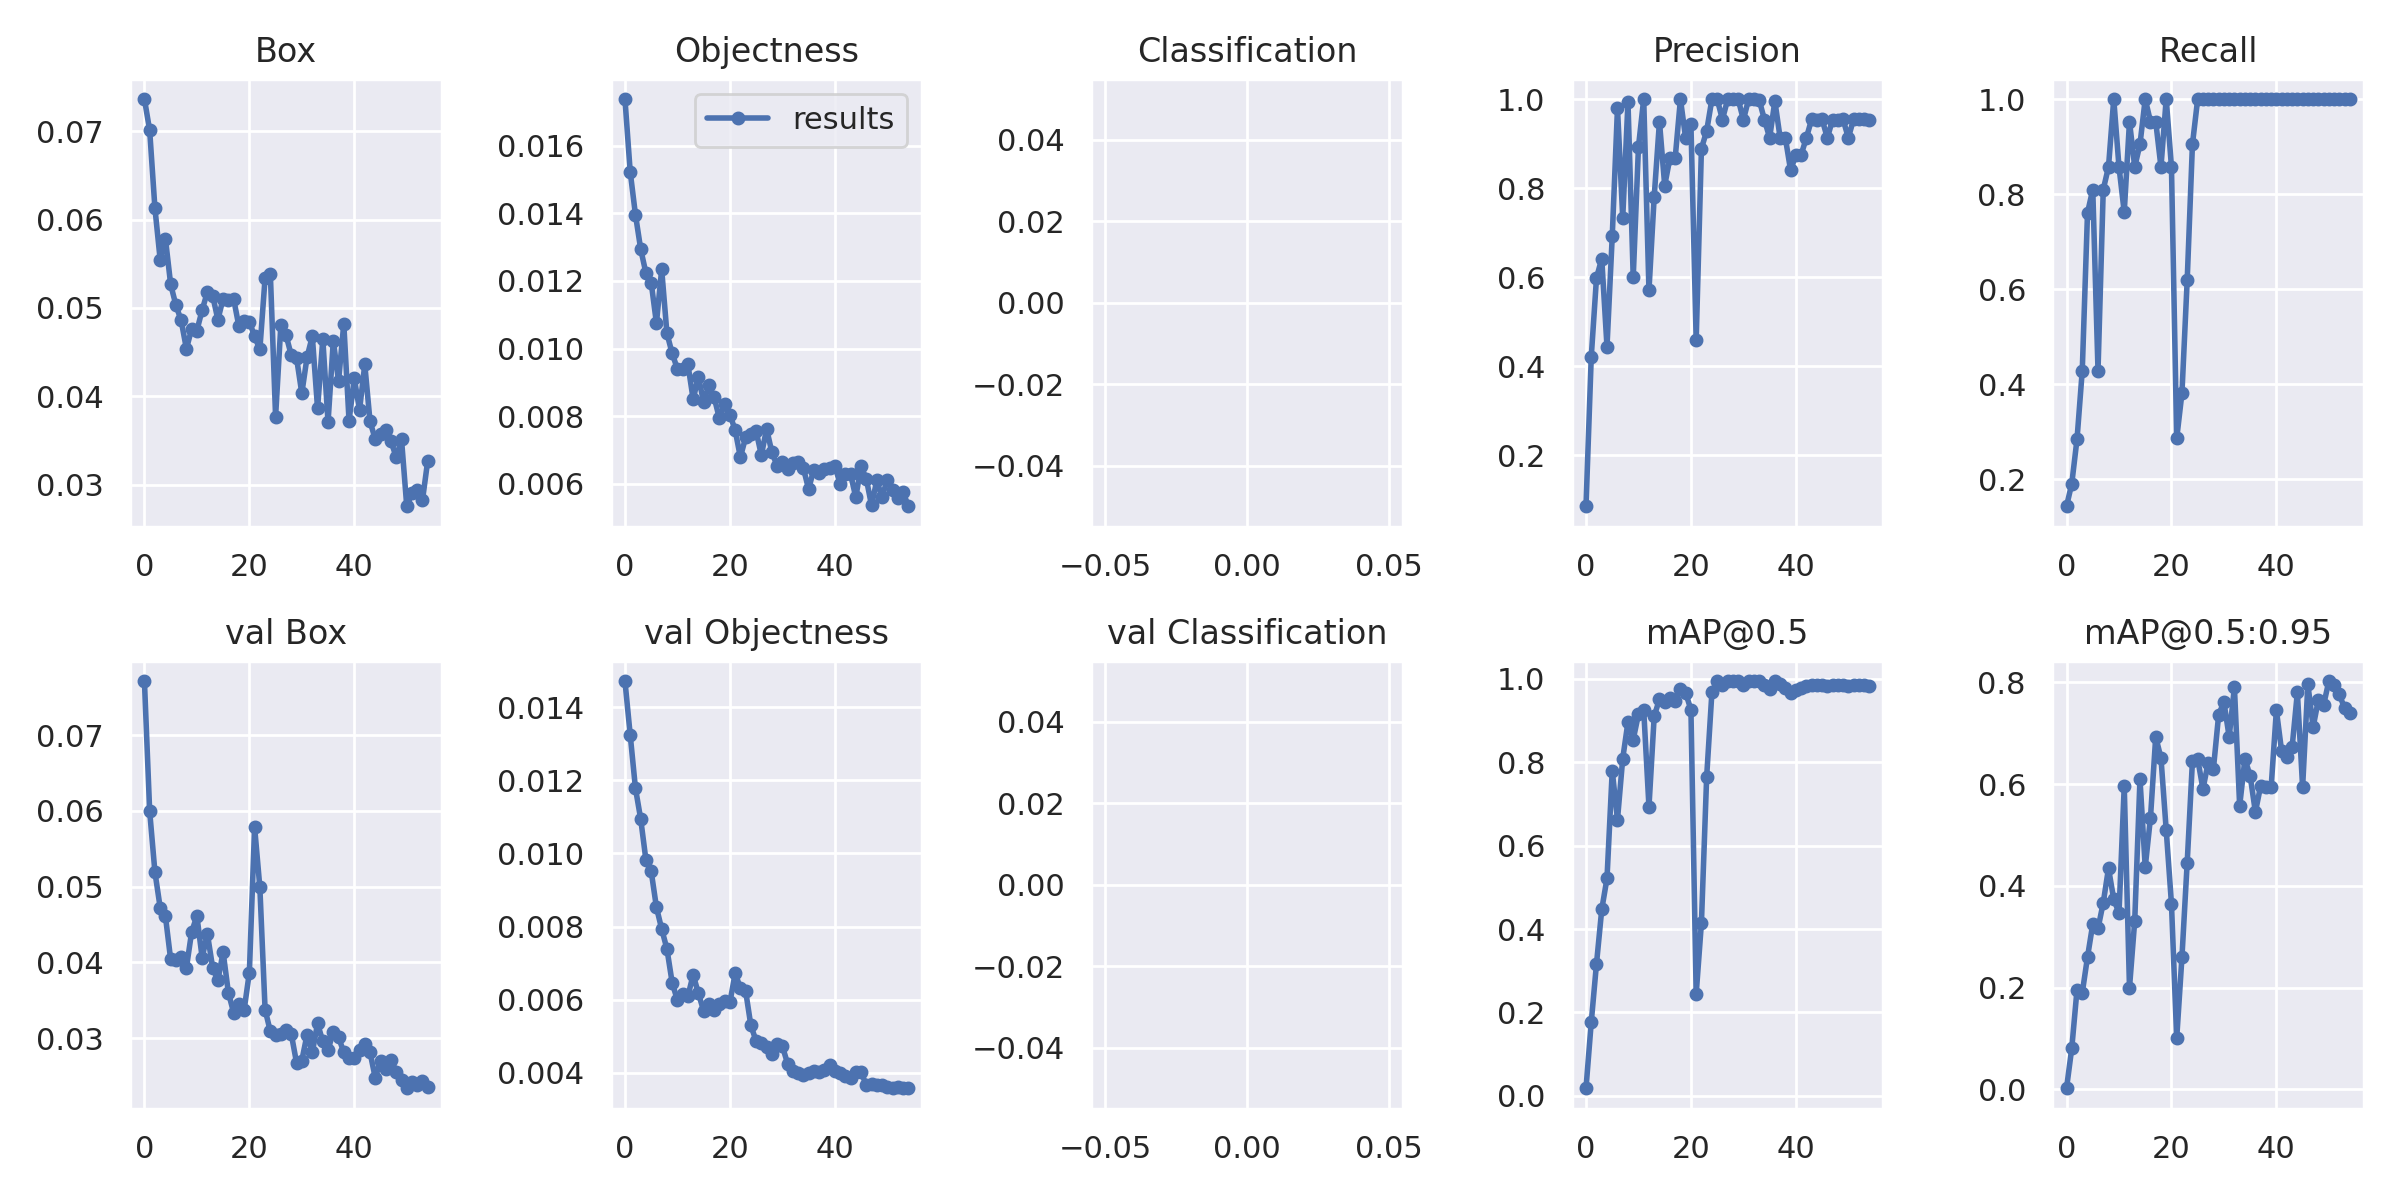 Box
Objectness
Classification
Precision
Recall
results
0.07
0.06
0.05
0.04
0.03
0 20 40
0.016
0.014
0.012
0.010
0.008
0.006
0 20 40
0.04
0.02
0.00
−0.02
−0.04
−0.05 0.00 0.05
1.0
0.8
0.6
0.4
0.2
0 20 40
1.0
0.8
0.6
0.4
0.2
0 20 40
val Box
val Objectness
val Classification
mAP@0.5
mAP@0.5:0.95
0.07
0.06
0.05
0.04
0.03
0 20 40
0.014
0.012
0.010
0.008
0.006
0.004
0 20 40
0.04
0.02
0.00
−0.02
−0.04
−0.05 0.00 0.05
1.0
0.8
0.6
0.4
0.2
0.0
0 20 40
0.8
0.6
0.4
0.2
0.0
0 20 40